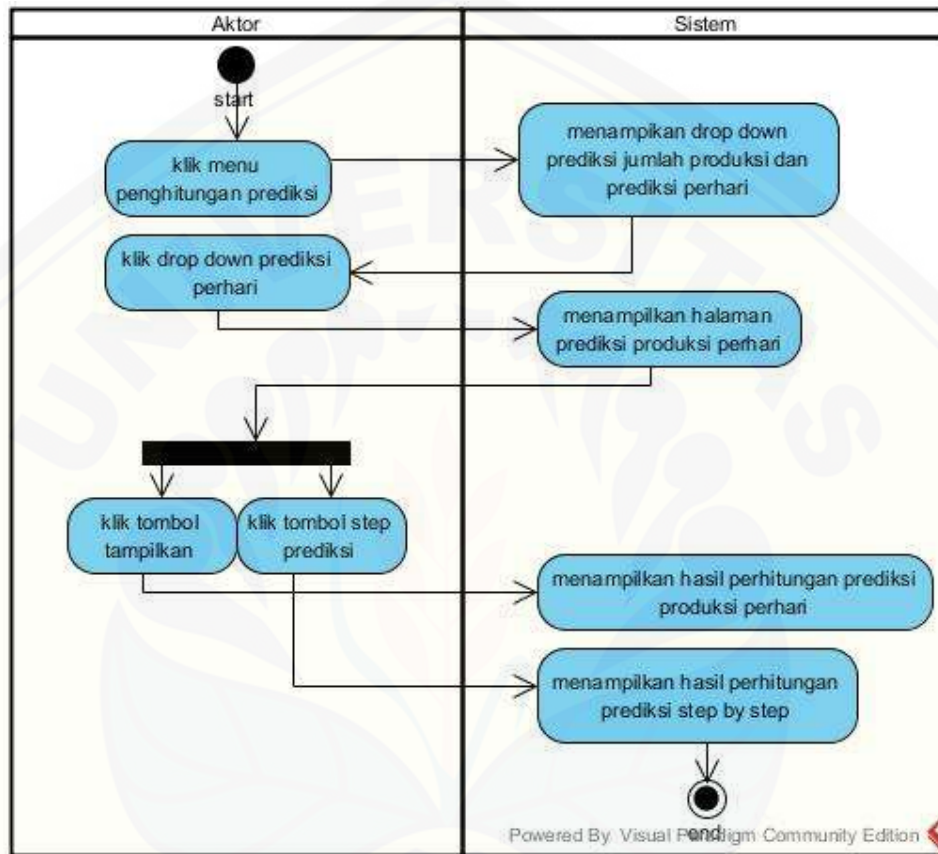 Aktor
Sistem
start
klik menu
penghitungan prediksi
menampikan drop down
prediksi jumlah produksi dan
prediksi perhari
klik drop down prediksi
perhari
menampilkan halaman
prediksi produksi perhari
klik tombol
tampilkan
klik tombol step
prediksi
menampilkan hasil perhitungan prediksi
produksi perhari
menampilkan hasil perhitungan
prediksi step by step
end
Powered By Visual Paradigm Community Edition
UNIVERSITAS